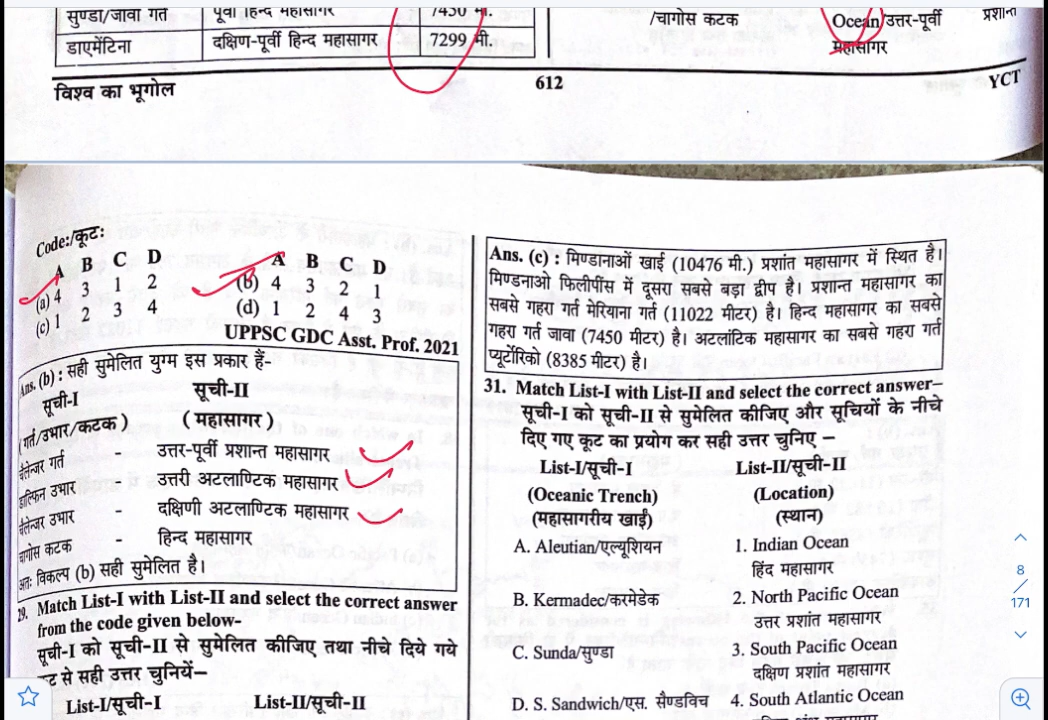 सुण्डा/जावा गर्त पूर्वी हिन्द महासागर 7450 मी.
डाएमेंटिना दक्षिण-पूर्वी हिन्द महासागर 7299 मी.
/चागोस कटक Ocean/उत्तर-पूर्वी प्रशान्त
महासागर
विश्व का भूगोल 612 YCT
Code:/कूट:
A B C D A B C D
(a) 4 3 1 2 (b) 4 3 2 1
(c) 1 2 3 4 (d) 1 2 4 3
UPPSC GDC Asst. Prof. 2021
Ans. (b) : सही सुमेलित युग्म इस प्रकार हैं-
सूची-I सूची-II
(गर्त/उभार/कटक) (महासागर)
चैलेन्जर गर्त - उत्तर-पूर्वी प्रशान्त महासागर
डाल्फिन उभार - उत्तरी अटलाण्टिक महासागर
चैलेन्जर उभार - दक्षिणी अटलाण्टिक महासागर
चागोस कटक - हिन्द महासागर
अतः विकल्प (b) सही सुमेलित है।
29. Match List-I with List-II and select the correct answer
from the code given below-
सूची-I को सूची-II से सुमेलित कीजिए तथा नीचे दिये गये
कूट से सही उत्तर चुनियें–
List-I/सूची-I List-II/सूची-II
Ans. (c) : मिण्डानाओं खाई (10476 मी.) प्रशांत महासागर में स्थित है।
मिण्डनाओ फिलीपींस में दूसरा सबसे बड़ा द्वीप है। प्रशान्त महासागर का
सबसे गहरा गर्त मेरियाना गर्त (11022 मीटर) है। हिन्द महासागर का सबसे
गहरा गर्त जावा (7450 मीटर) है। अटलांटिक महासागर का सबसे गहरा गर्त
प्यूर्टोरिको (8385 मीटर) है।
31. Match List-I with List-II and select the correct answer–
सूची-I को सूची-II से सुमेलित कीजिए और सूचियों के नीचे
दिए गए कूट का प्रयोग कर सही उत्तर चुनिए –
List-I/सूची-I List-II/सूची-II
(Oceanic Trench) (Location)
(महासागरीय खाई) (स्थान)
A. Aleutian/एल्यूशियन 1. Indian Ocean
हिंद महासागर
B. Kermadec/करमेडेक 2. North Pacific Ocean
उत्तर प्रशांत महासागर
C. Sunda/सुण्डा 3. South Pacific Ocean
दक्षिण प्रशांत महासागर
D. S. Sandwich/एस. सैण्डविच 4. South Atlantic Ocean
8
171